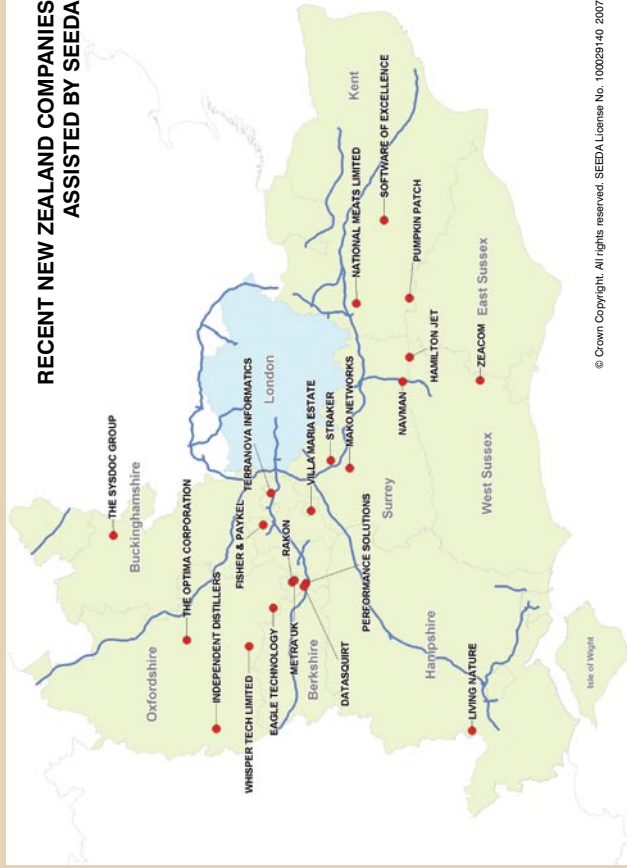 RECENT NEW ZEALAND COMPANIES
ASSISTED BY SEEDA
THE SYSDOC GROUP
Buckinghamshire
THE OPTIMA CORPORATION
Oxfordshire
INDEPENDENT DISTILLERS
WHISPER TECH LIMITED
FISHER & PAYKEL
TERRANOVA INFORMATICS
London
EAGLE TECHNOLOGY
RAKON
METRA UK
Berkshire
VILLA MARIA ESTATE
STRAKER
MAKO NETWORKS
DATASQUIRT
PERFORMANCE SOLUTIONS
NATIONAL MEATS LIMITED
Kent
SOFTWARE OF EXCELLENCE
Surrey
NAVMAN
PUMPKIN PATCH
HAMILTON JET
Hampshire
LIVING NATURE
ZEACOM
East Sussex
West Sussex
Isle of Wight
© Crown Copyright. All rights reserved. SEEDA License No. 100029140 2007